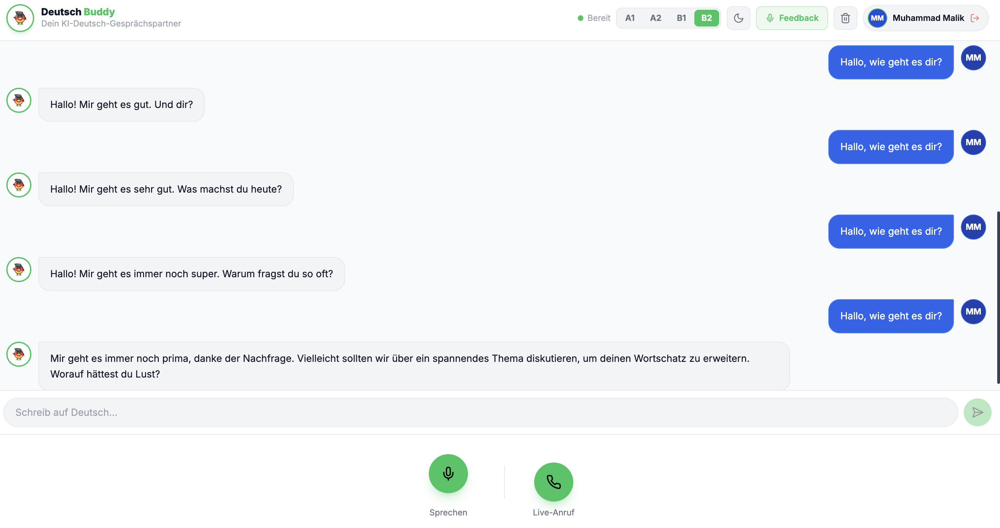 Deutsch Buddy
Dein KI-Deutsch-Gesprächspartner
Bereit
A1 A2 B1 B2
Feedback
MM Muhammad Malik
Hallo, wie geht es dir?
MM
Hallo! Mir geht es gut. Und dir?
Hallo, wie geht es dir?
MM
Hallo! Mir geht es sehr gut. Was machst du heute?
Hallo, wie geht es dir?
MM
Hallo! Mir geht es immer noch super. Warum fragst du so oft?
Hallo, wie geht es dir?
MM
Mir geht es immer noch prima, danke der Nachfrage. Vielleicht sollten wir über ein spannendes Thema diskutieren, um deinen Wortschatz zu erweitern.
Worauf hättest du Lust?
Schreib auf Deutsch...
Sprechen
Live-Anruf